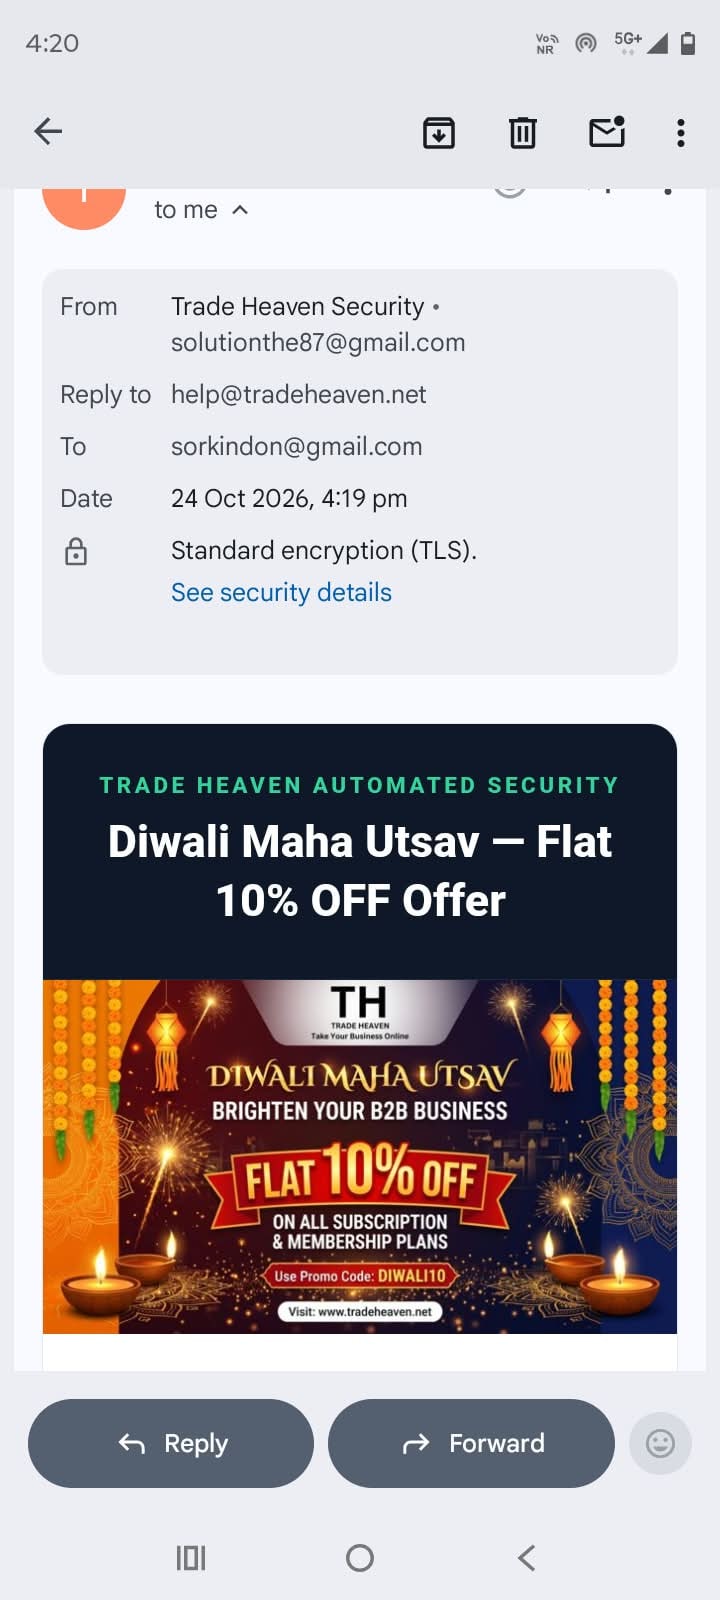 4:20
Vo
NR
5G+
to me
From Trade Heaven Security •
solutionthe87@gmail.com
Reply to help@tradeheaven.net
To sorkindon@gmail.com
Date 24 Oct 2026, 4:19 pm
Standard encryption (TLS).
See security details
TRADE HEAVEN AUTOMATED SECURITY
Diwali Maha Utsav — Flat
10% OFF Offer
TH
TRADE HEAVEN
Take Your Business Online
DIWALI MAHA UTSAV
BRIGHTEN YOUR B2B BUSINESS
FLAT 10% OFF
ON ALL SUBSCRIPTION
& MEMBERSHIP PLANS
Use Promo Code: DIWALI10
Visit: www.tradeheaven.net
Reply
Forward